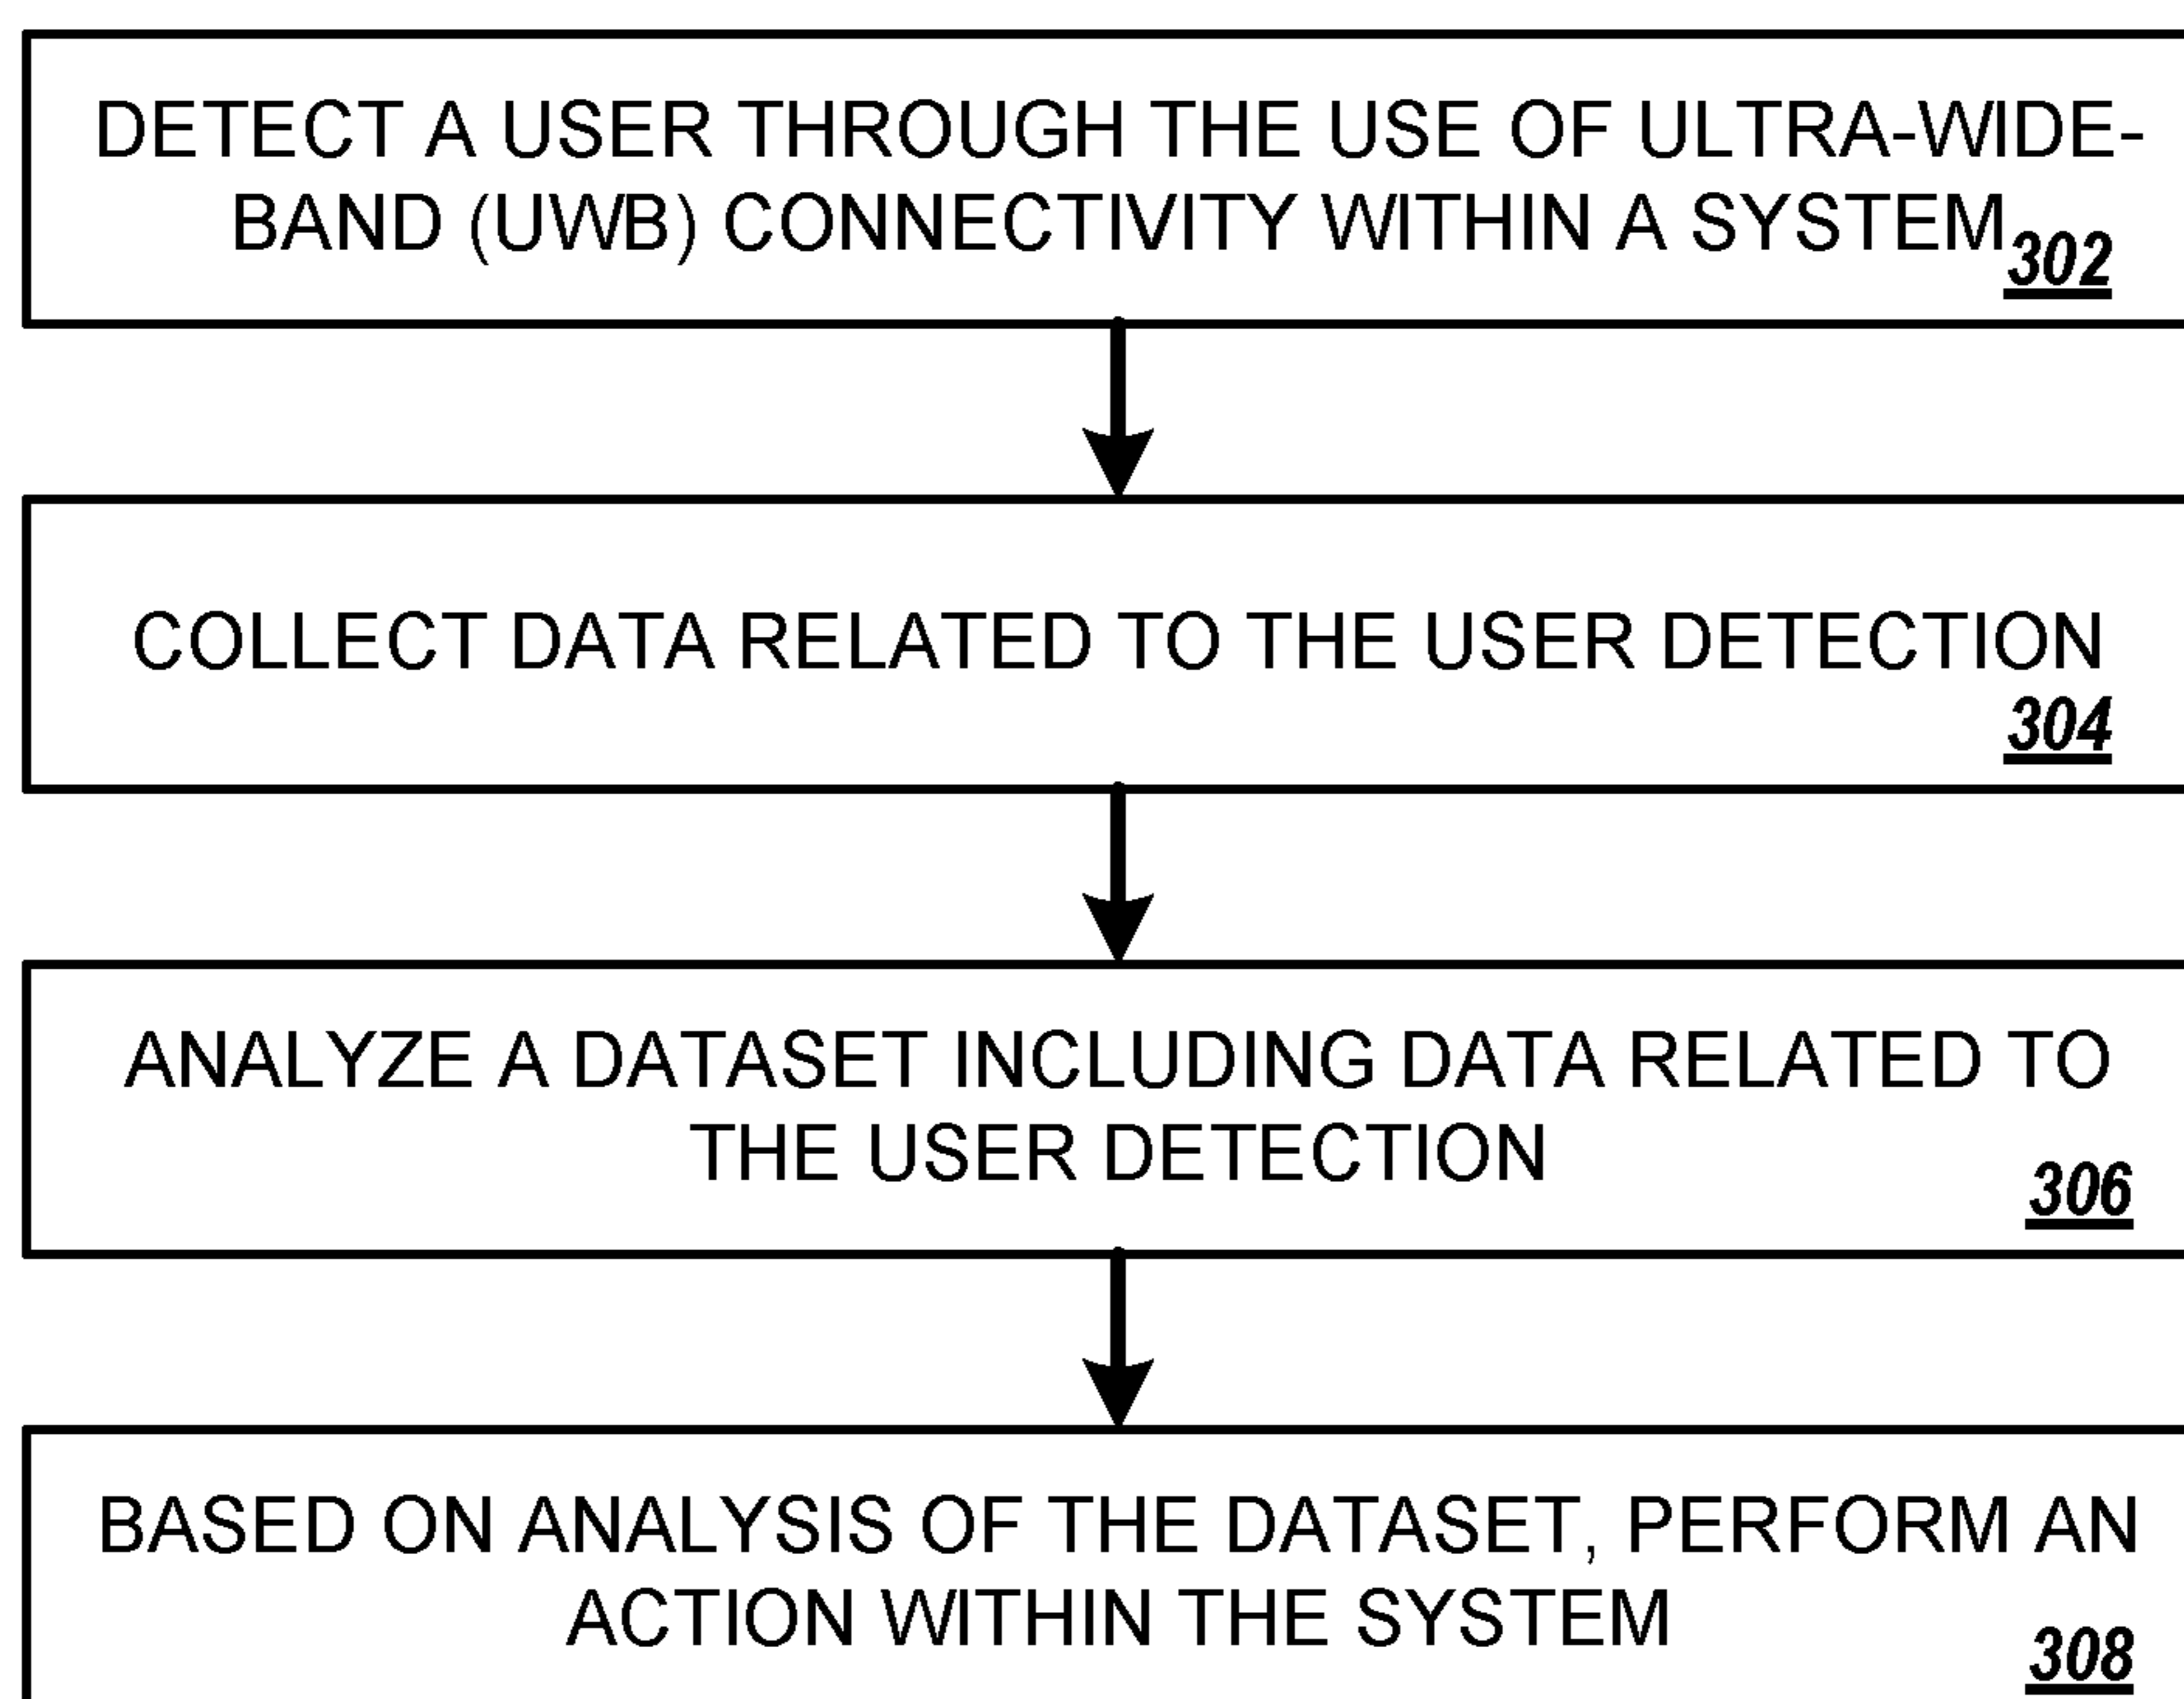 DETECT A USER THROUGH THE USE OF ULTRA-WIDE-
BAND (UWB) CONNECTIVITY WITHIN A SYSTEM
302
COLLECT DATA RELATED TO THE USER DETECTION
304
ANALYZE A DATASET INCLUDING DATA RELATED TO
THE USER DETECTION
306
BASED ON ANALYSIS OF THE DATASET, PERFORM AN
ACTION WITHIN THE SYSTEM
308